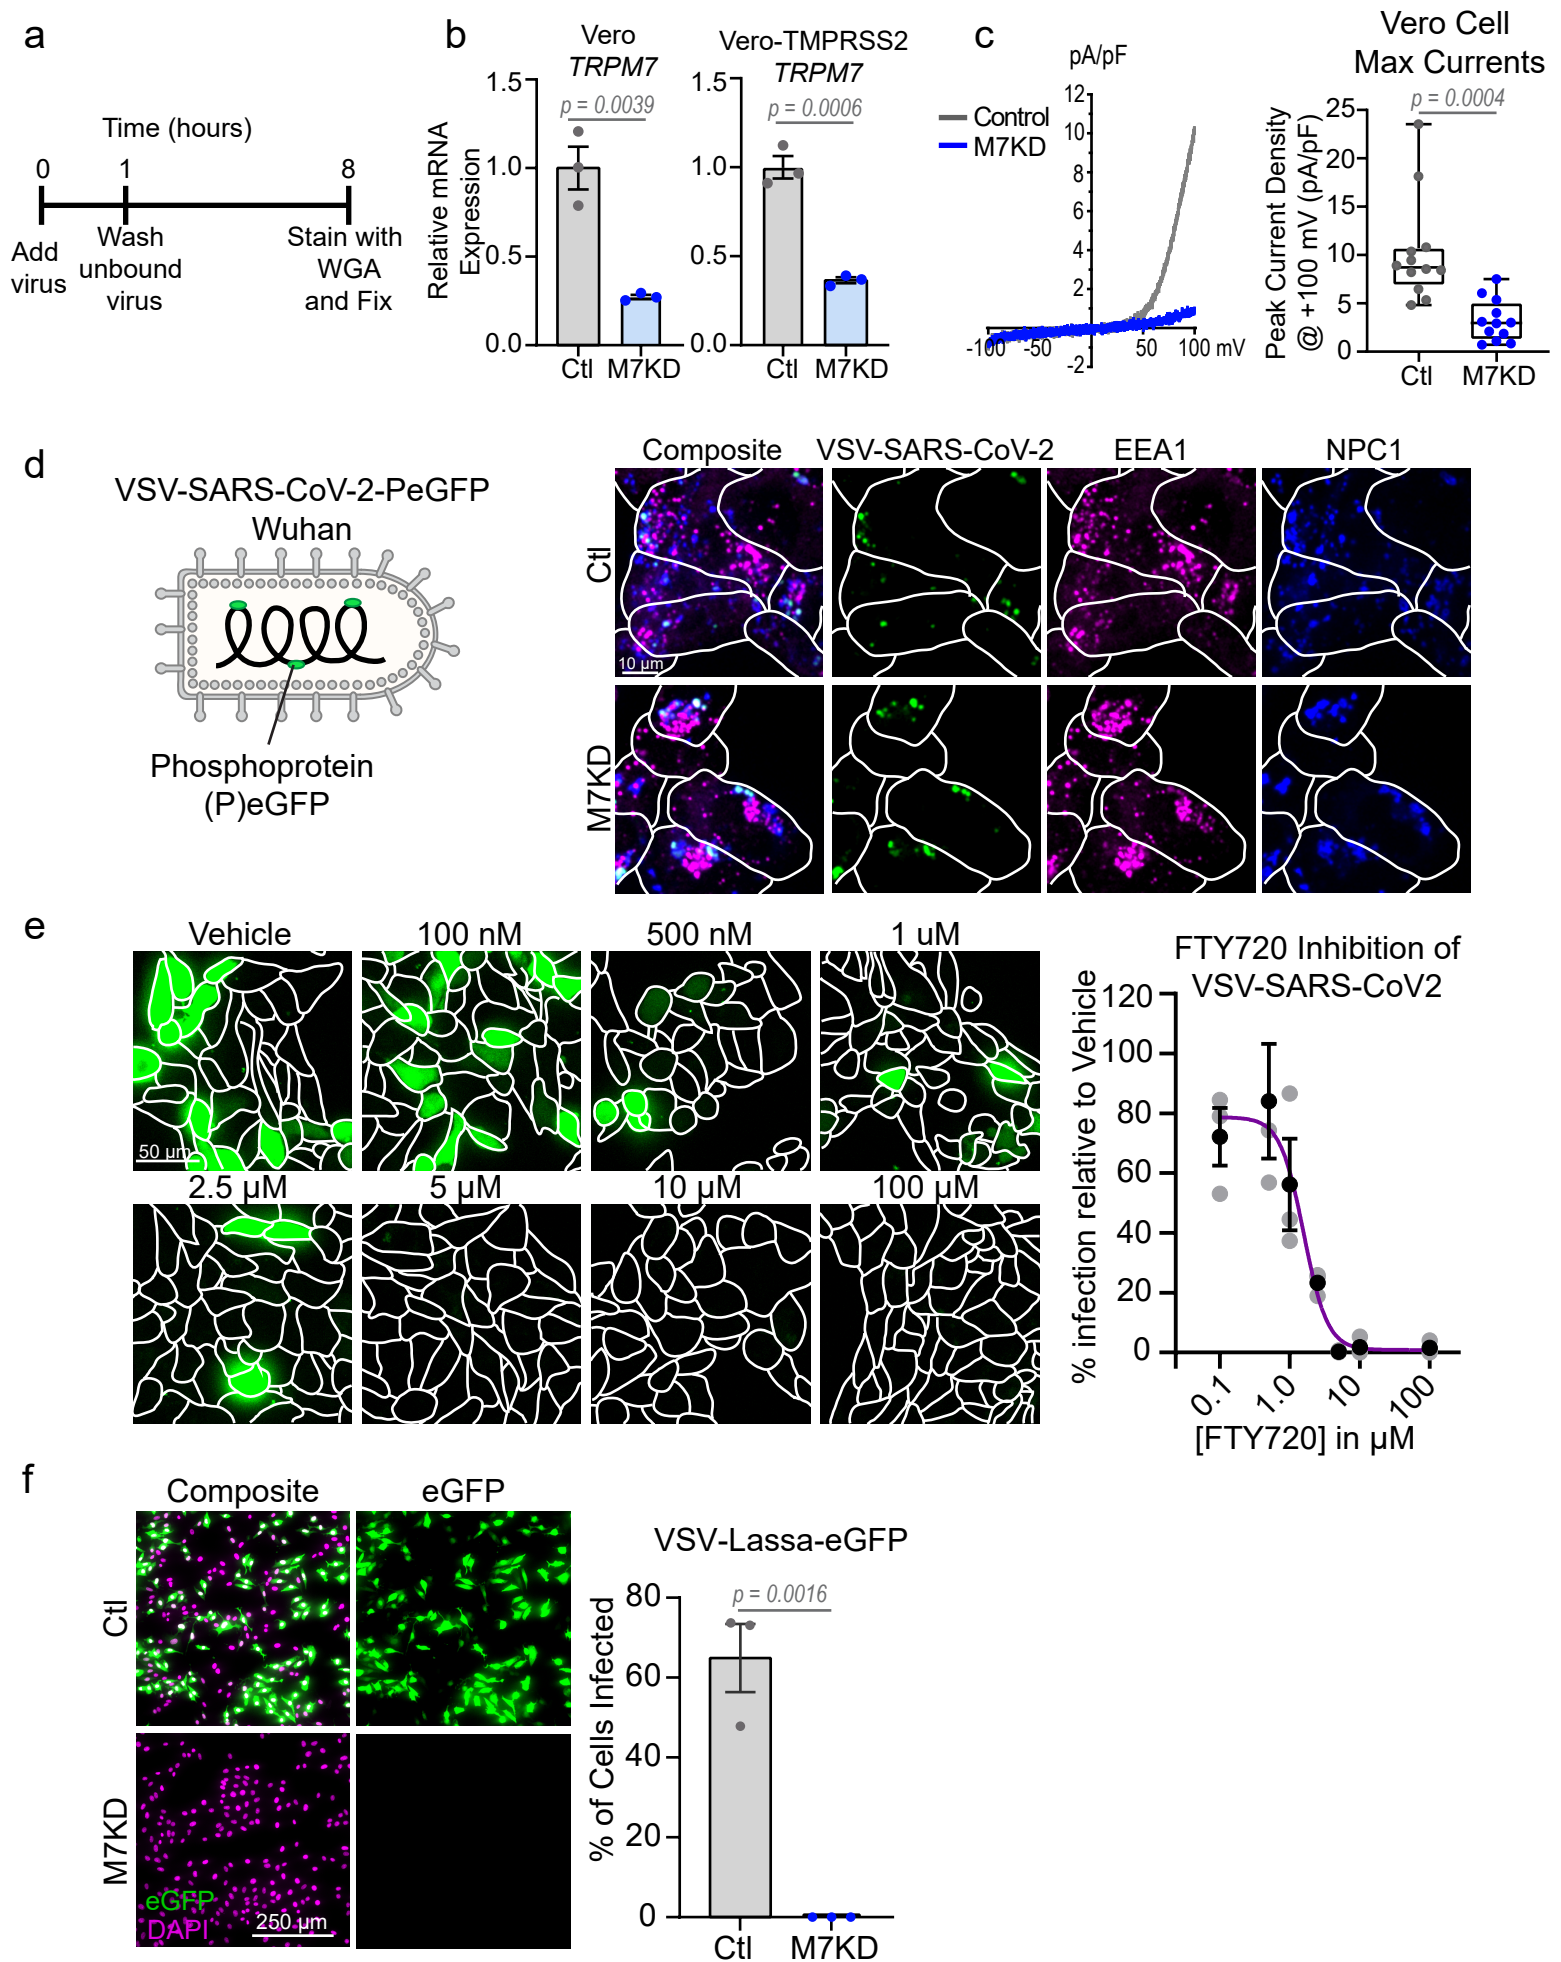 a
Time (hours)
0
1
8
Add
virus
Wash
unbound
virus
Stain with
WGA
and Fix
b
Relative mRNA
Expression
Vero
TRPM7
p = 0.0039
1.5
1.0
0.5
0.0
Ctl
M7KD
Vero-TMPRSS2
TRPM7
p = 0.0006
1.5
1.0
0.5
0.0
Ctl
M7KD
c
Control
M7KD
pA/pF
12
10
8
6
4
2
-2
-100
-50
50
100 mV
Vero Cell
Max Currents
p = 0.0004
Peak Current Density
@ +100 mV (pA/pF)
25
20
15
10
5
0
Ctl
M7KD
d
VSV-SARS-CoV-2-PeGFP
Wuhan
Phosphoprotein
(P)eGFP
Composite
VSV-SARS-CoV-2
EEA1
NPC1
Ctl
10 µm
M7KD
e
Vehicle
100 nM
500 nM
1 uM
50 µm
2.5 µM
5 µM
10 µM
100 µM
FTY720 Inhibition of
VSV-SARS-CoV2
% infection relative to Vehicle
120
100
80
60
40
20
0
0.1
1.0
10
100
[FTY720] in µM
f
Composite
eGFP
Ctl
M7KD
eGFP
DAPI
250 µm
VSV-Lassa-eGFP
p = 0.0016
% of Cells Infected
80
60
40
20
0
Ctl
M7KD